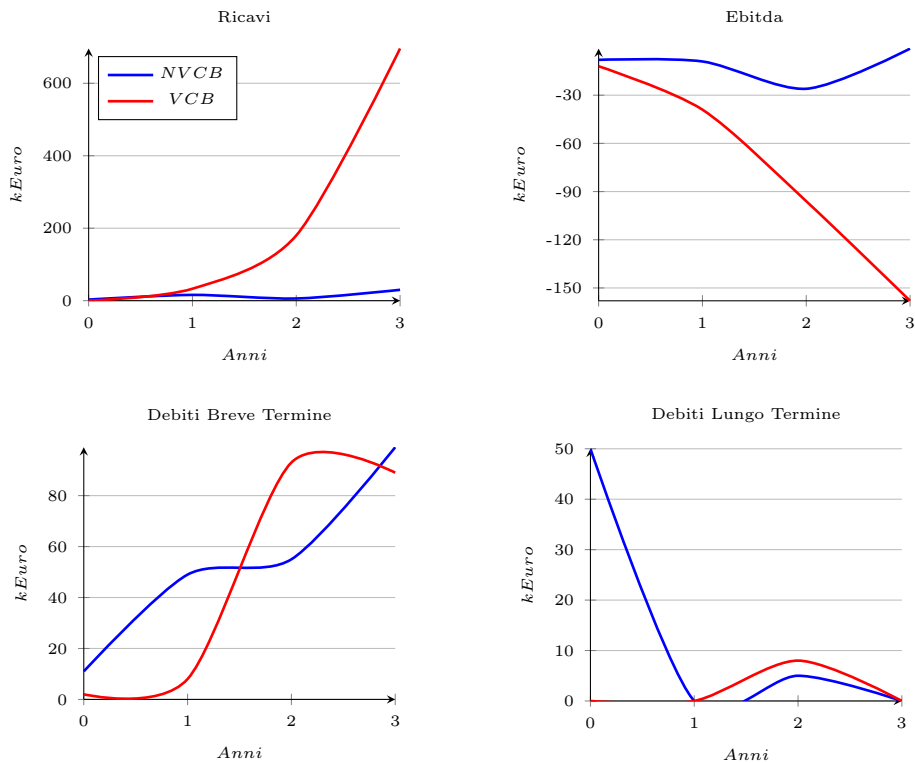 Ricavi
NVCB
VCB
600
400
200
0
kEuro
0 1 2 3
Anni
Ebitda
-30
-60
-90
-120
-150
kEuro
0 1 2 3
Anni
Debiti Breve Termine
80
60
40
20
0
kEuro
0 1 2 3
Anni
Debiti Lungo Termine
50
40
30
20
10
0
kEuro
0 1 2 3
Anni